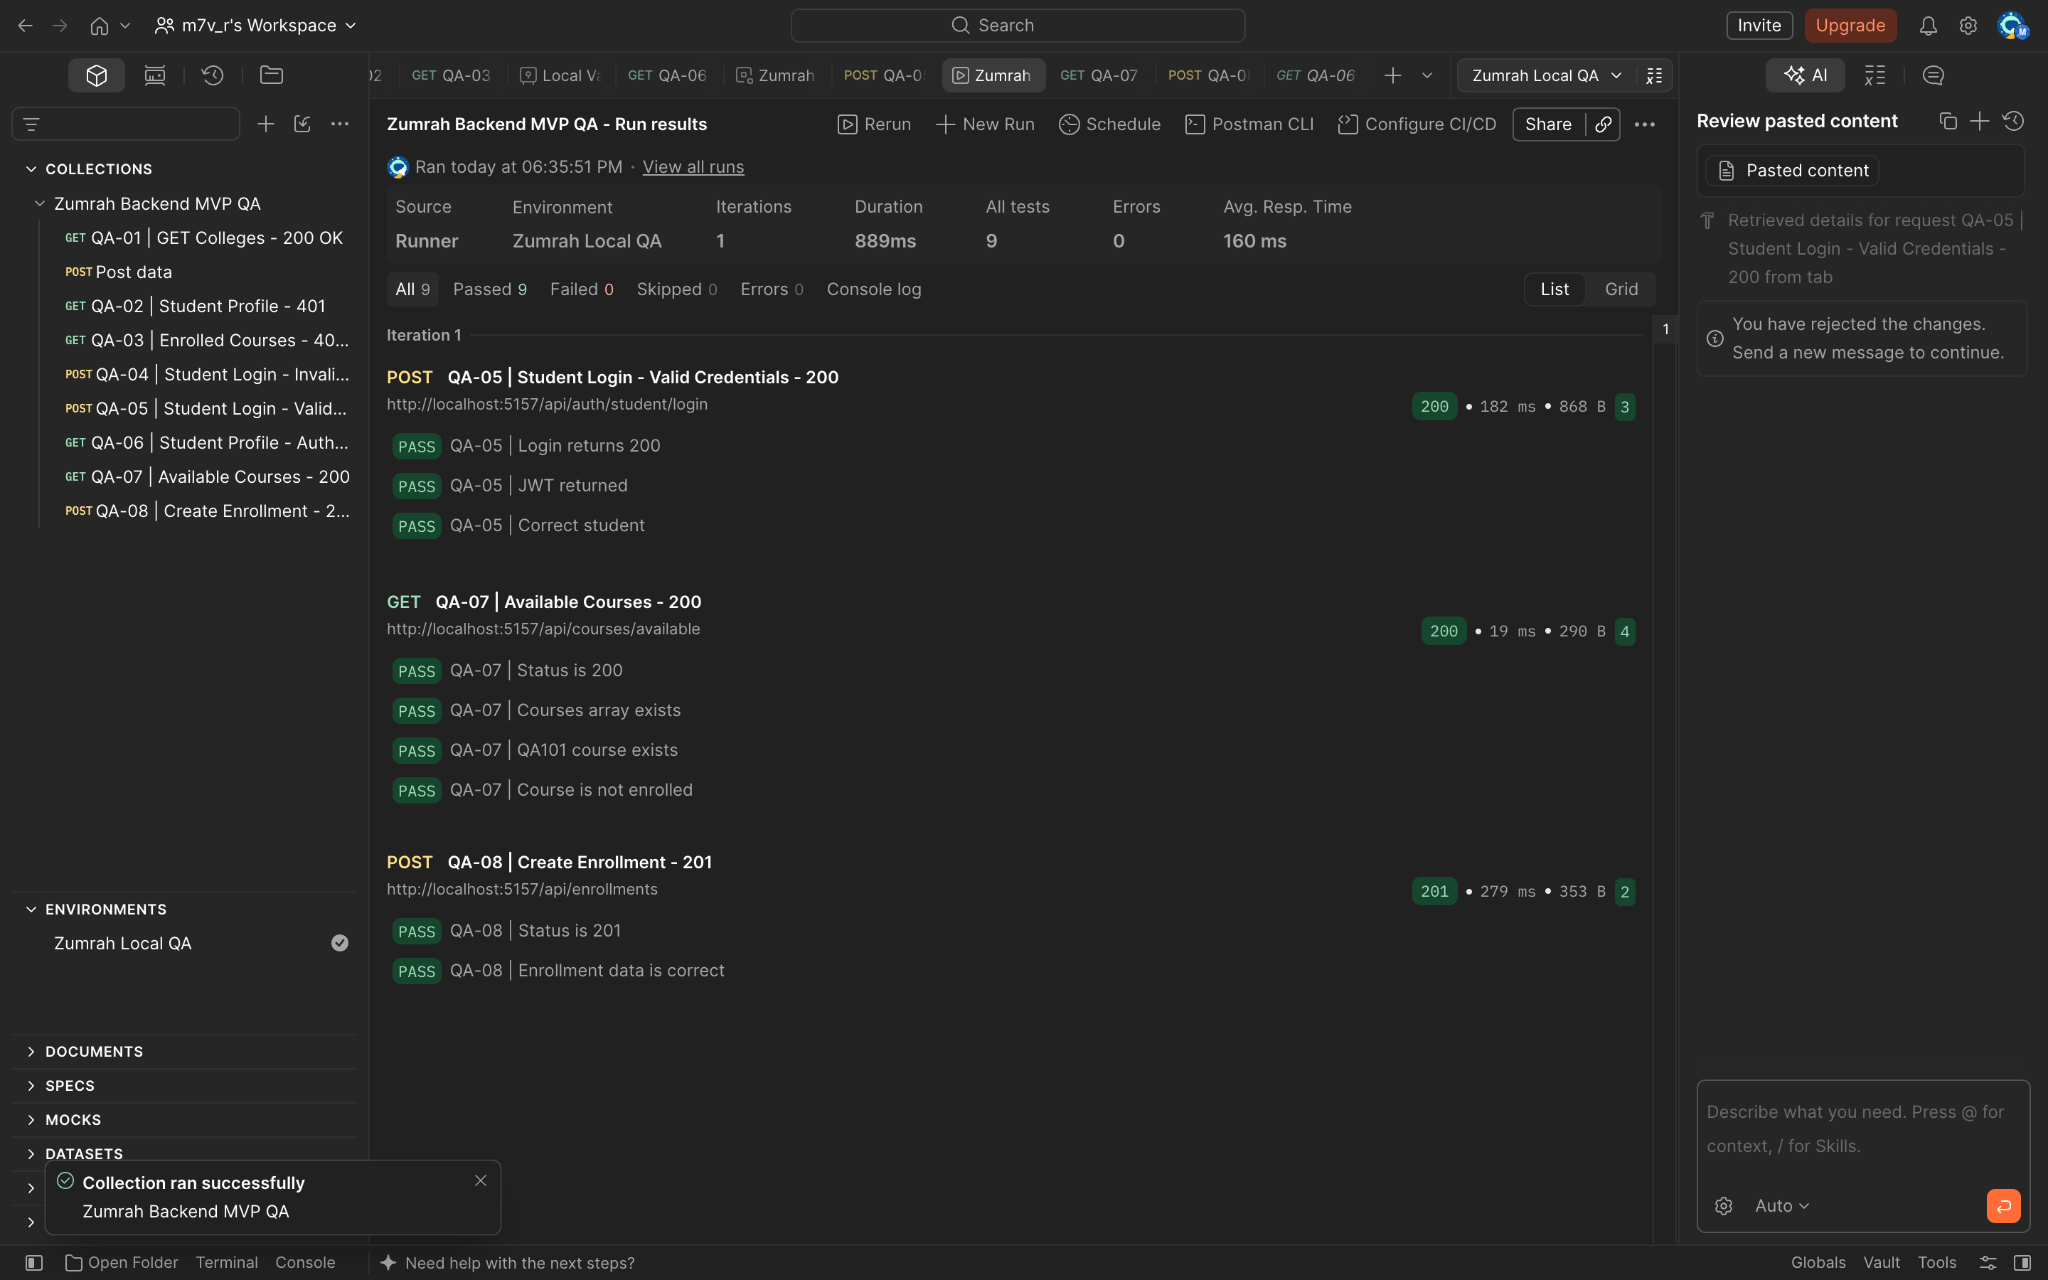 m7v_r's Workspace
Search
Invite
Upgrade
02
GET QA-03
Local Va
GET QA-06
Zumrah
POST QA-0
Zumrah
GET QA-07
POST QA-0
GET QA-06
Zumrah Local QA
AI
COLLECTIONS
Zumrah Backend MVP QA
GET QA-01 | GET Colleges - 200 OK
POST Post data
GET QA-02 | Student Profile - 401
GET QA-03 | Enrolled Courses - 40...
POST QA-04 | Student Login - Invali...
POST QA-05 | Student Login - Valid...
GET QA-06 | Student Profile - Auth...
GET QA-07 | Available Courses - 200
POST QA-08 | Create Enrollment - 2...
ENVIRONMENTS
Zumrah Local QA
DOCUMENTS
SPECS
MOCKS
DATASETS
Collection ran successfully
Zumrah Backend MVP QA
Zumrah Backend MVP QA - Run results
Rerun
New Run
Schedule
Postman CLI
Configure CI/CD
Share
Ran today at 06:35:51 PM · View all runs
Source Environment Iterations Duration All tests Errors Avg. Resp. Time
Runner Zumrah Local QA 1 889ms 9 0 160 ms
All 9 Passed 9 Failed 0 Skipped 0 Errors 0 Console log
List Grid
Iteration 1
1
POST QA-05 | Student Login - Valid Credentials - 200
http://localhost:5157/api/auth/student/login
200 • 182 ms • 868 B 3
PASS QA-05 | Login returns 200
PASS QA-05 | JWT returned
PASS QA-05 | Correct student
GET QA-07 | Available Courses - 200
http://localhost:5157/api/courses/available
200 • 19 ms • 290 B 4
PASS QA-07 | Status is 200
PASS QA-07 | Courses array exists
PASS QA-07 | QA101 course exists
PASS QA-07 | Course is not enrolled
POST QA-08 | Create Enrollment - 201
http://localhost:5157/api/enrollments
201 • 279 ms • 353 B 2
PASS QA-08 | Status is 201
PASS QA-08 | Enrollment data is correct
Review pasted content
Pasted content
Retrieved details for request QA-05 |
Student Login - Valid Credentials -
200 from tab
You have rejected the changes.
Send a new message to continue.
Describe what you need. Press @ for
context, / for Skills.
Auto
Open Folder
Terminal
Console
Need help with the next steps?
Globals
Vault
Tools